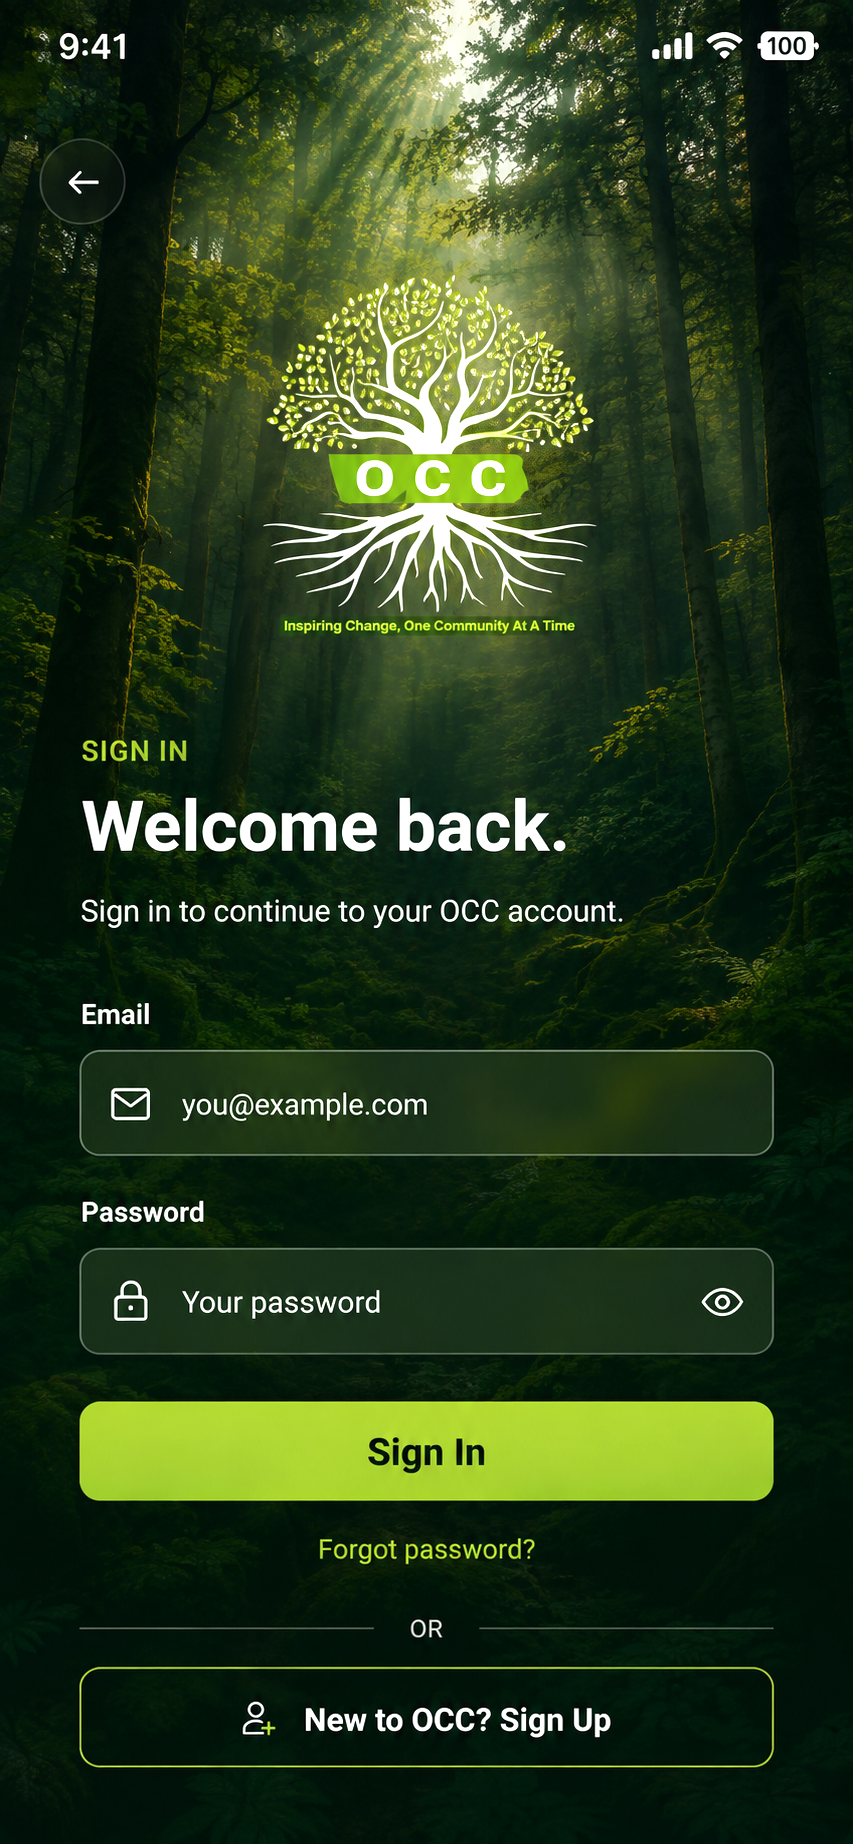 9:41
100
OCC
Inspiring Change, One Community At A Time
SIGN IN
Welcome back.
Sign in to continue to your OCC account.
Email
you@example.com
Password
Your password
Sign In
Forgot password?
OR
New to OCC? Sign Up